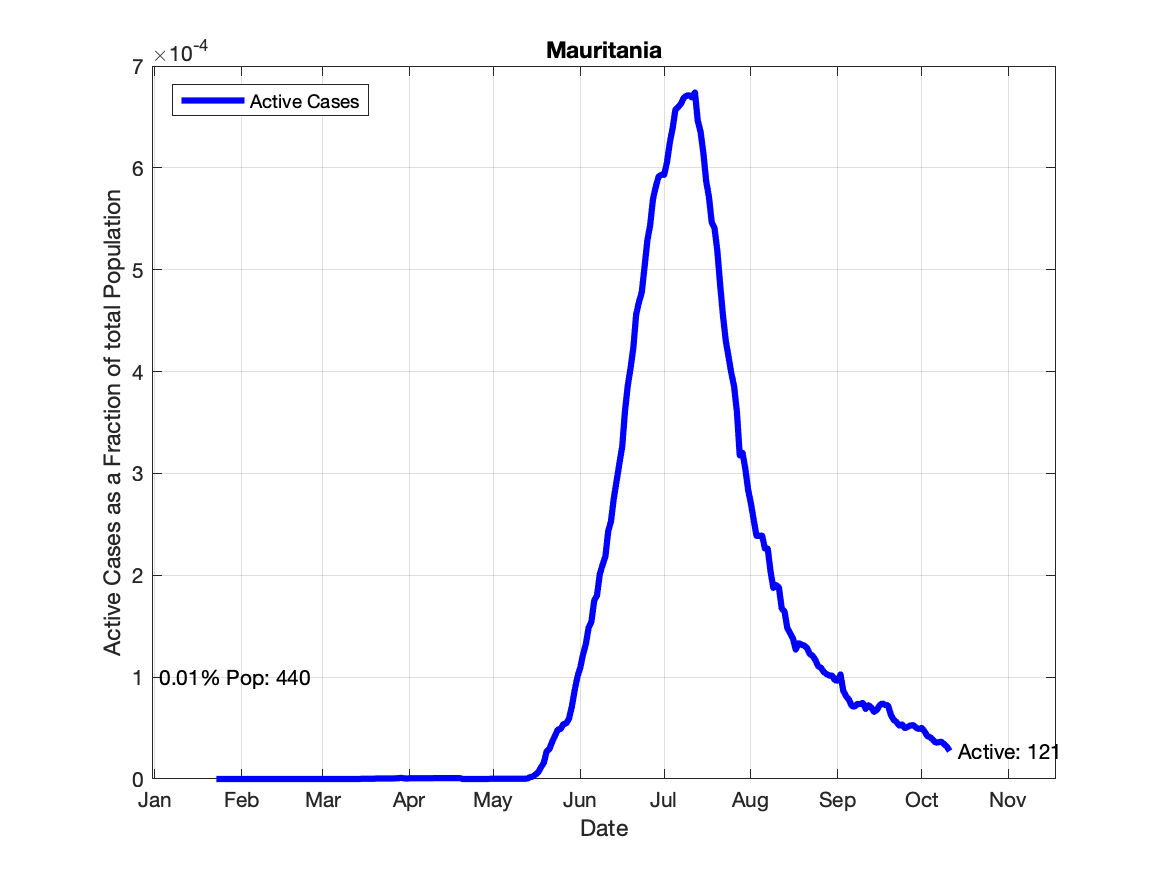 Mauritania
×10-4
Active Cases
7
6
5
4
3
2
1
0
0.01% Pop: 440
Active: 121
Active Cases as a Fraction of total Population
Jan Feb Mar Apr May Jun Jul Aug Sep Oct Nov
Date